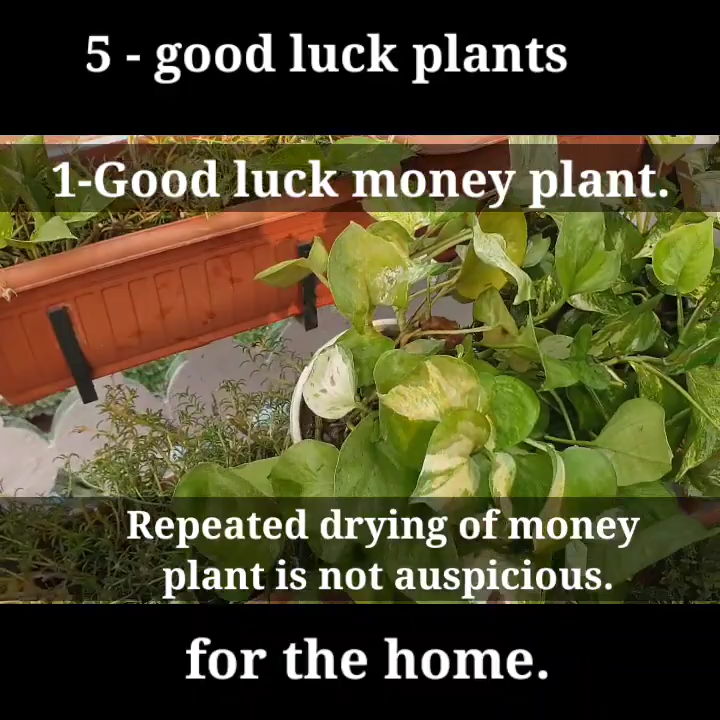 5 - good luck plants
1-Good luck money plant.
Repeated drying of money
plant is not auspicious.
for the home.